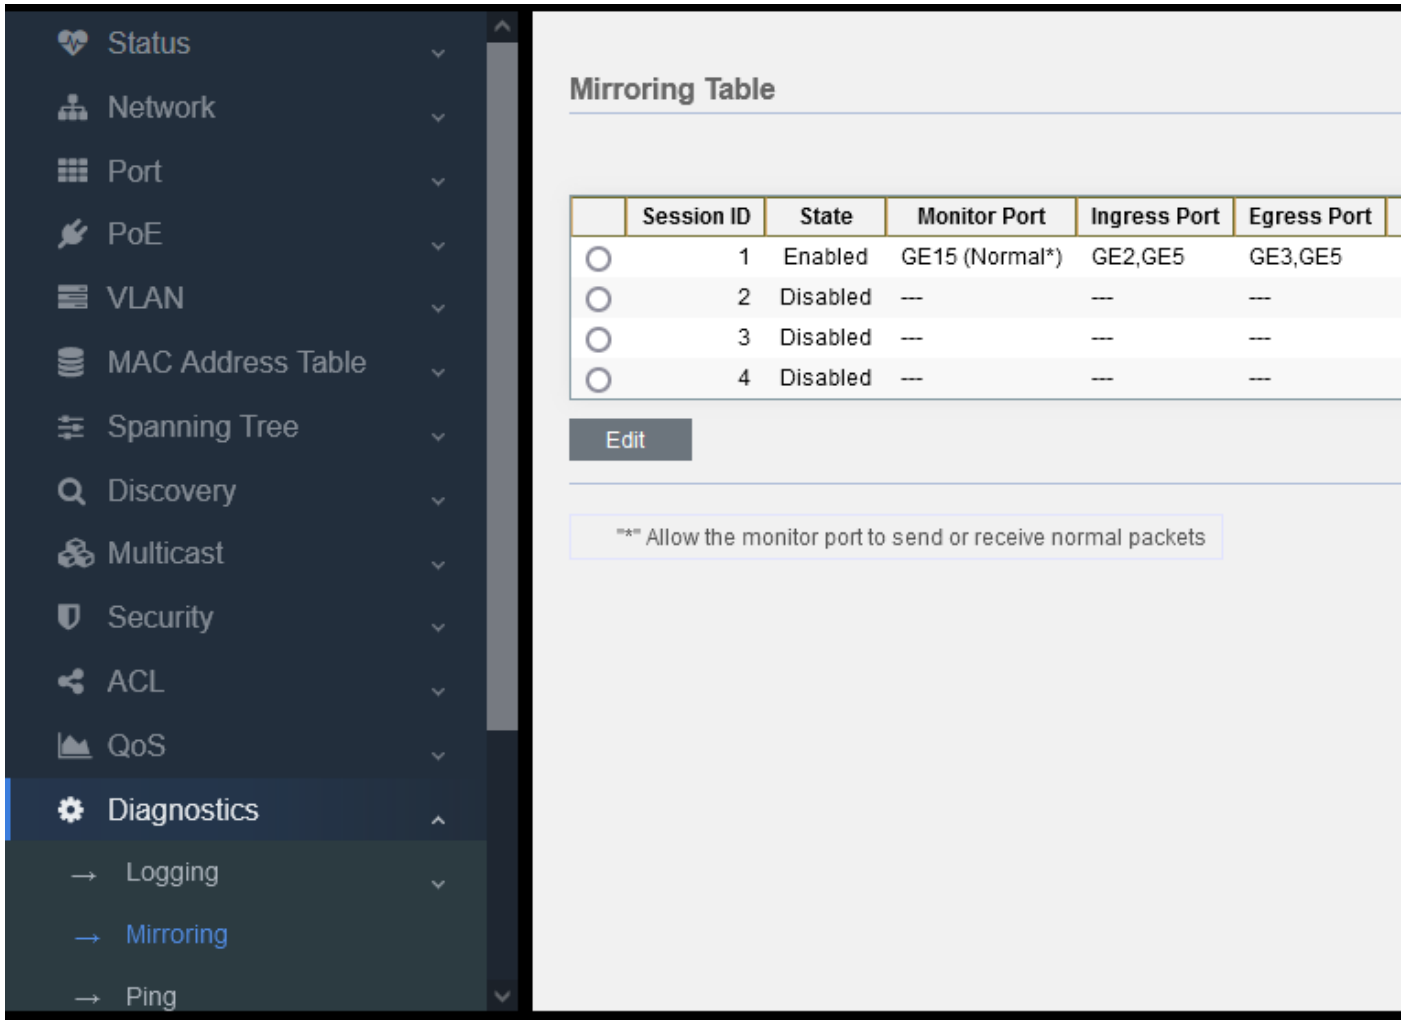 Status
Network
Port
PoE
VLAN
MAC Address Table
Spanning Tree
Discovery
Multicast
Security
ACL
QoS
Diagnostics
Logging
Mirroring
Ping
Mirroring Table
Session ID State Monitor Port Ingress Port Egress Port
1 Enabled GE15 (Normal*) GE2,GE5 GE3,GE5
2 Disabled --- --- ---
3 Disabled --- --- ---
4 Disabled --- --- ---
Edit
"*" Allow the monitor port to send or receive normal packets